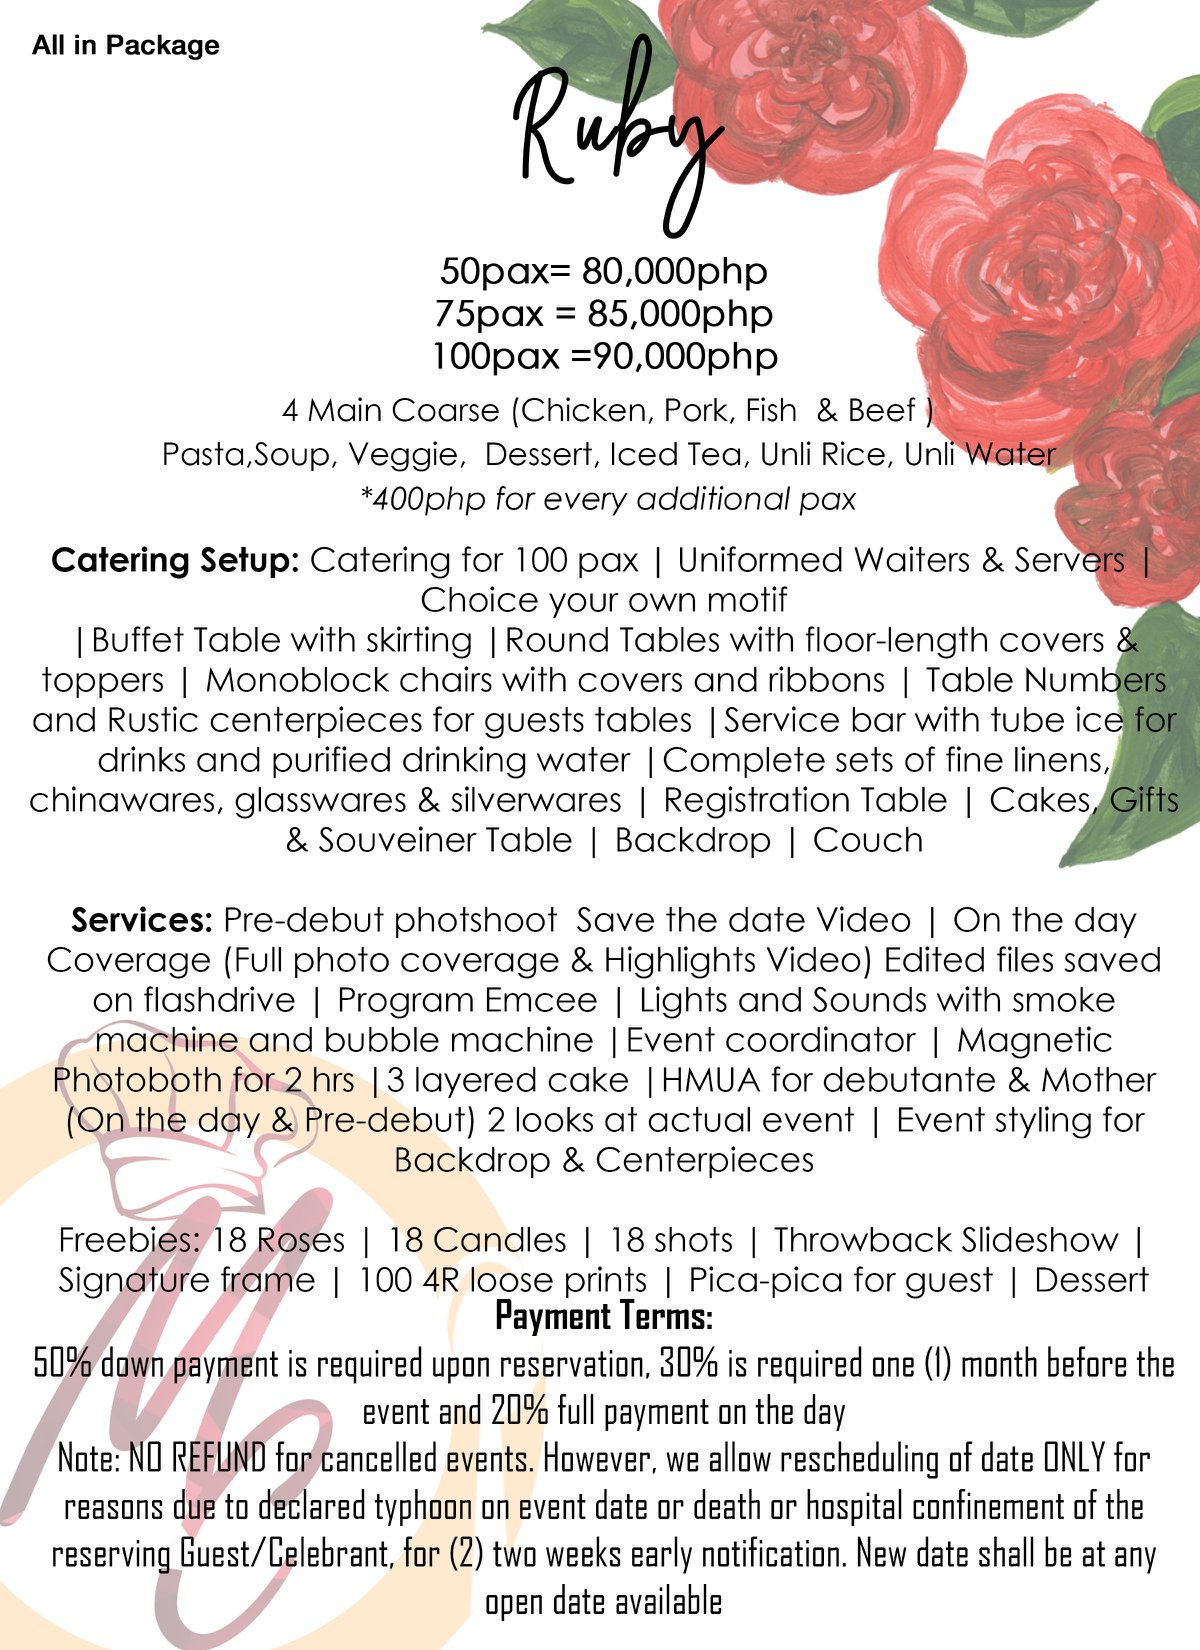 All in Package
Ruby
50pax= 80,000php
75pax = 85,000php
100pax =90,000php
4 Main Coarse (Chicken, Pork, Fish  & Beef )
Pasta,Soup, Veggie,  Dessert, Iced Tea, Unli Rice, Unli Water
*400php for every additional pax
Catering Setup: Catering for 100 pax | Uniformed Waiters & Servers |
Choice your own motif
|Buffet Table with skirting |Round Tables with floor-length covers &
toppers | Monoblock chairs with covers and ribbons | Table Numbers
and Rustic centerpieces for guests tables |Service bar with tube ice for
drinks and purified drinking water |Complete sets of fine linens,
chinawares, glasswares & silverwares | Registration Table | Cakes, Gifts
& Souveiner Table | Backdrop | Couch
Services: Pre-debut photshoot  Save the date Video | On the day
Coverage (Full photo coverage & Highlights Video) Edited files saved
on flashdrive | Program Emcee | Lights and Sounds with smoke
machine and bubble machine |Event coordinator | Magnetic
Photoboth for 2 hrs |3 layered cake |HMUA for debutante & Mother
(On the day & Pre-debut) 2 looks at actual event | Event styling for
Backdrop & Centerpieces
Freebies: 18 Roses | 18 Candles | 18 shots | Throwback Slideshow |
Signature frame | 100 4R loose prints | Pica-pica for guest | Dessert
Payment Terms:
50% down payment is required upon reservation, 30% is required one (1) month before the
event and 20% full payment on the day
Note: NO REFUND for cancelled events. However, we allow rescheduling of date ONLY for
reasons due to declared typhoon on event date or death or hospital confinement of the
reserving Guest/Celebrant, for (2) two weeks early notification. New date shall be at any
open date available
MC